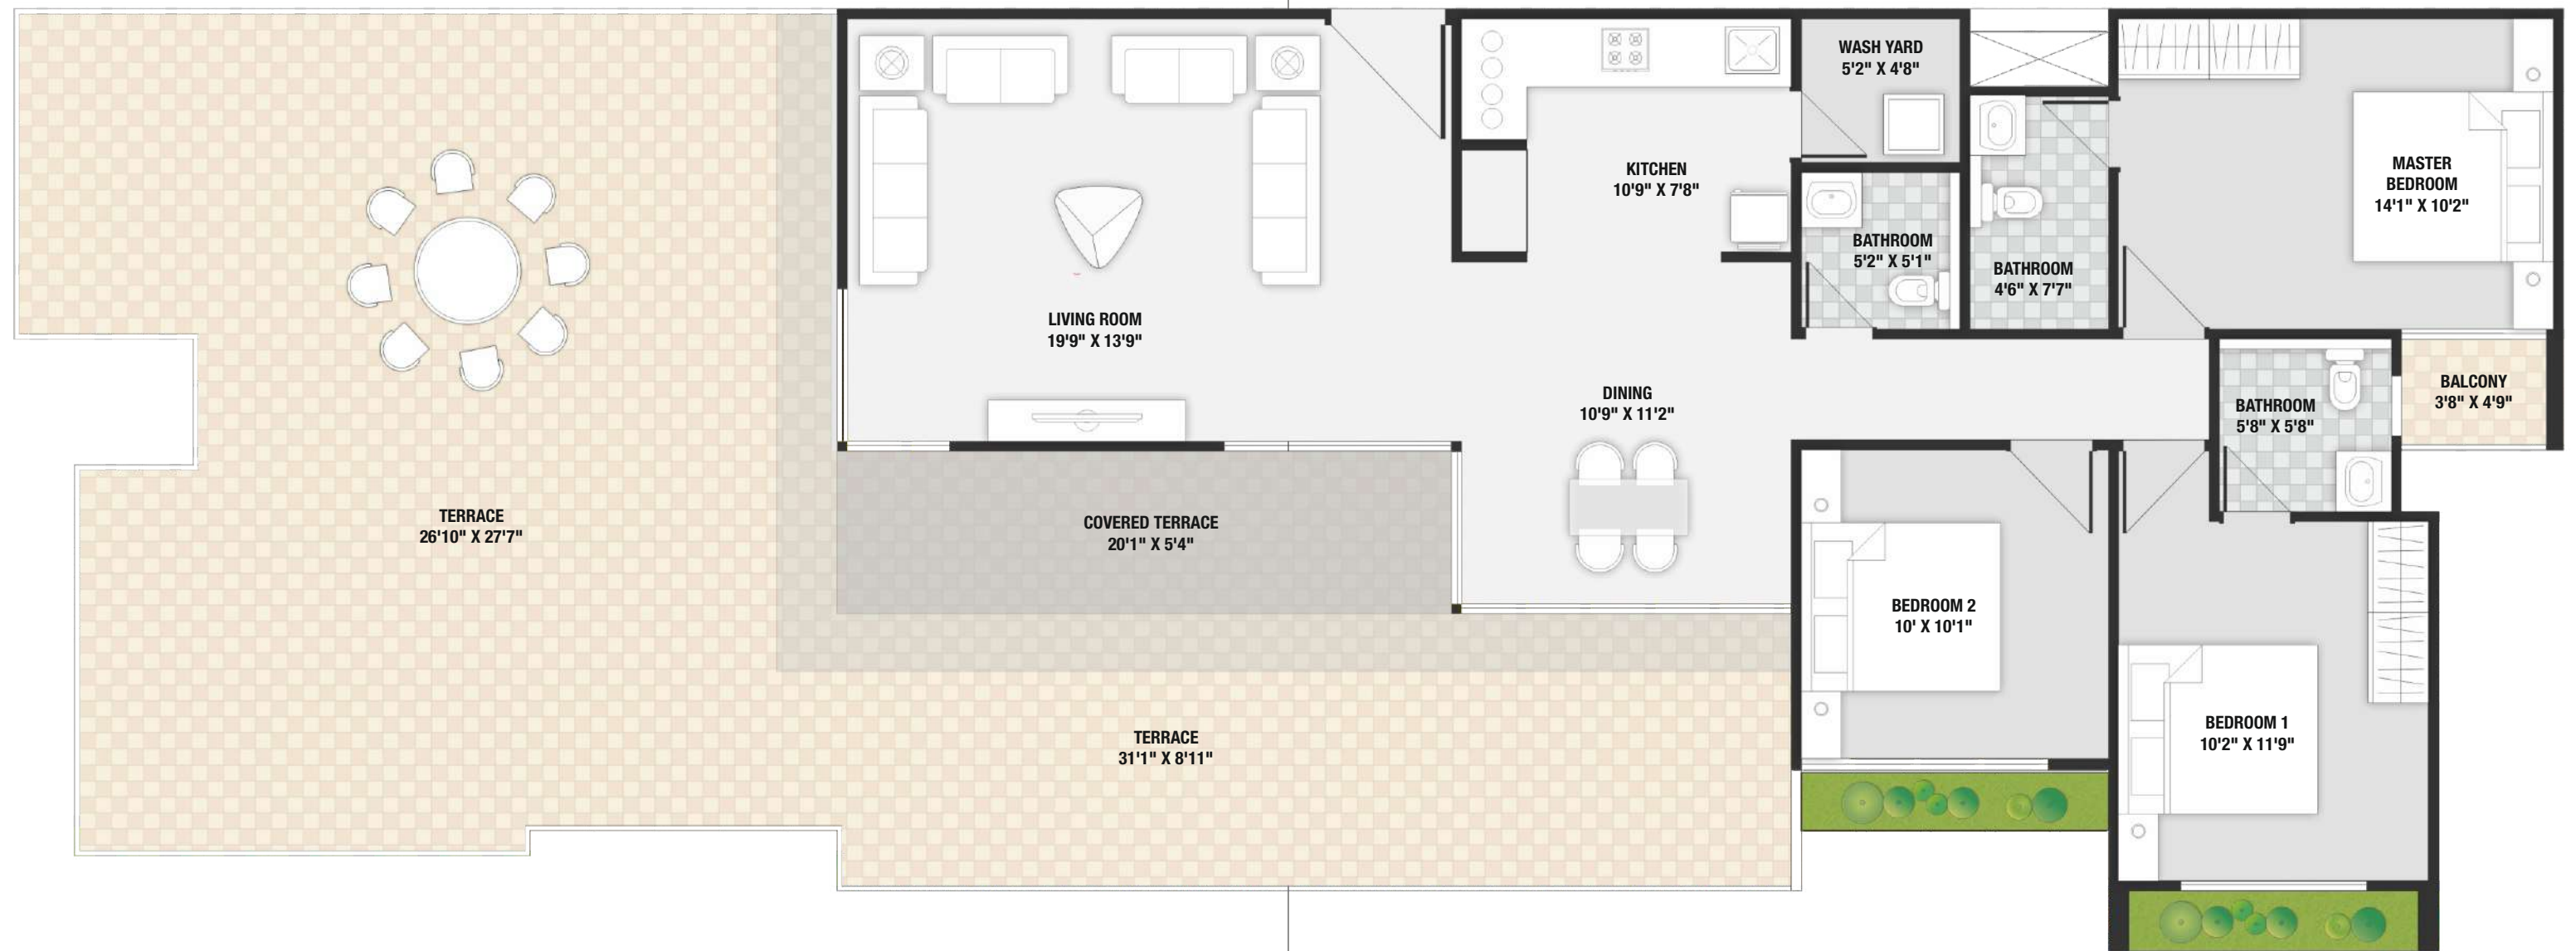 WASH YARD
5'2" X 4'8"
KITCHEN
10'9" X 7'8"
MASTER
BEDROOM
14'1" X 10'2"
BATHROOM
5'2" X 5'1"
BATHROOM
4'6" X 7'7"
LIVING ROOM
19'9" X 13'9"
DINING
10'9" X 11'2"
BALCONY
3'8" X 4'9"
BATHROOM
5'8" X 5'8"
TERRACE
26'10" X 27'7"
COVERED TERRACE
20'1" X 5'4"
BEDROOM 2
10' X 10'1"
BEDROOM 1
10'2" X 11'9"
TERRACE
31'1" X 8'11"